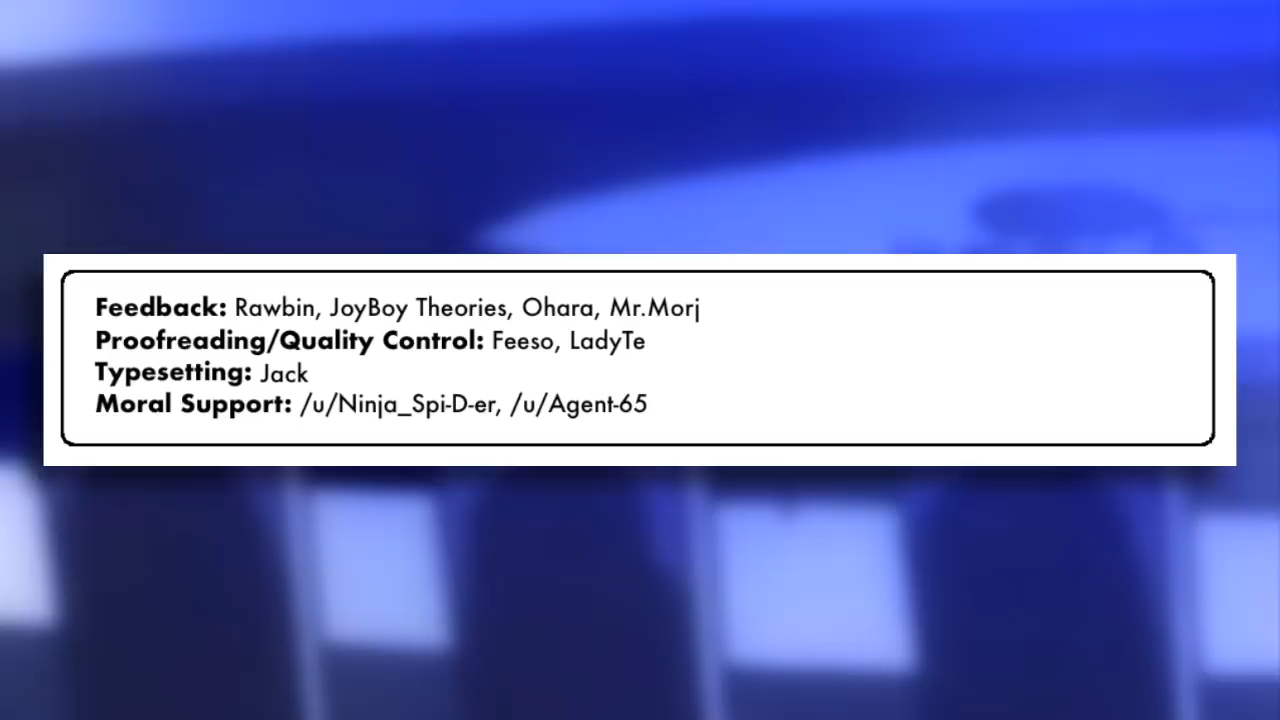 Feedback: Rawbin, JoyBoy Theories, Ohara, Mr.Morj
Proofreading/Quality Control: Feeso, LadyTe
Typesetting: Jack
Moral Support: /u/Ninja_Spi-D-er, /u/Agent-65